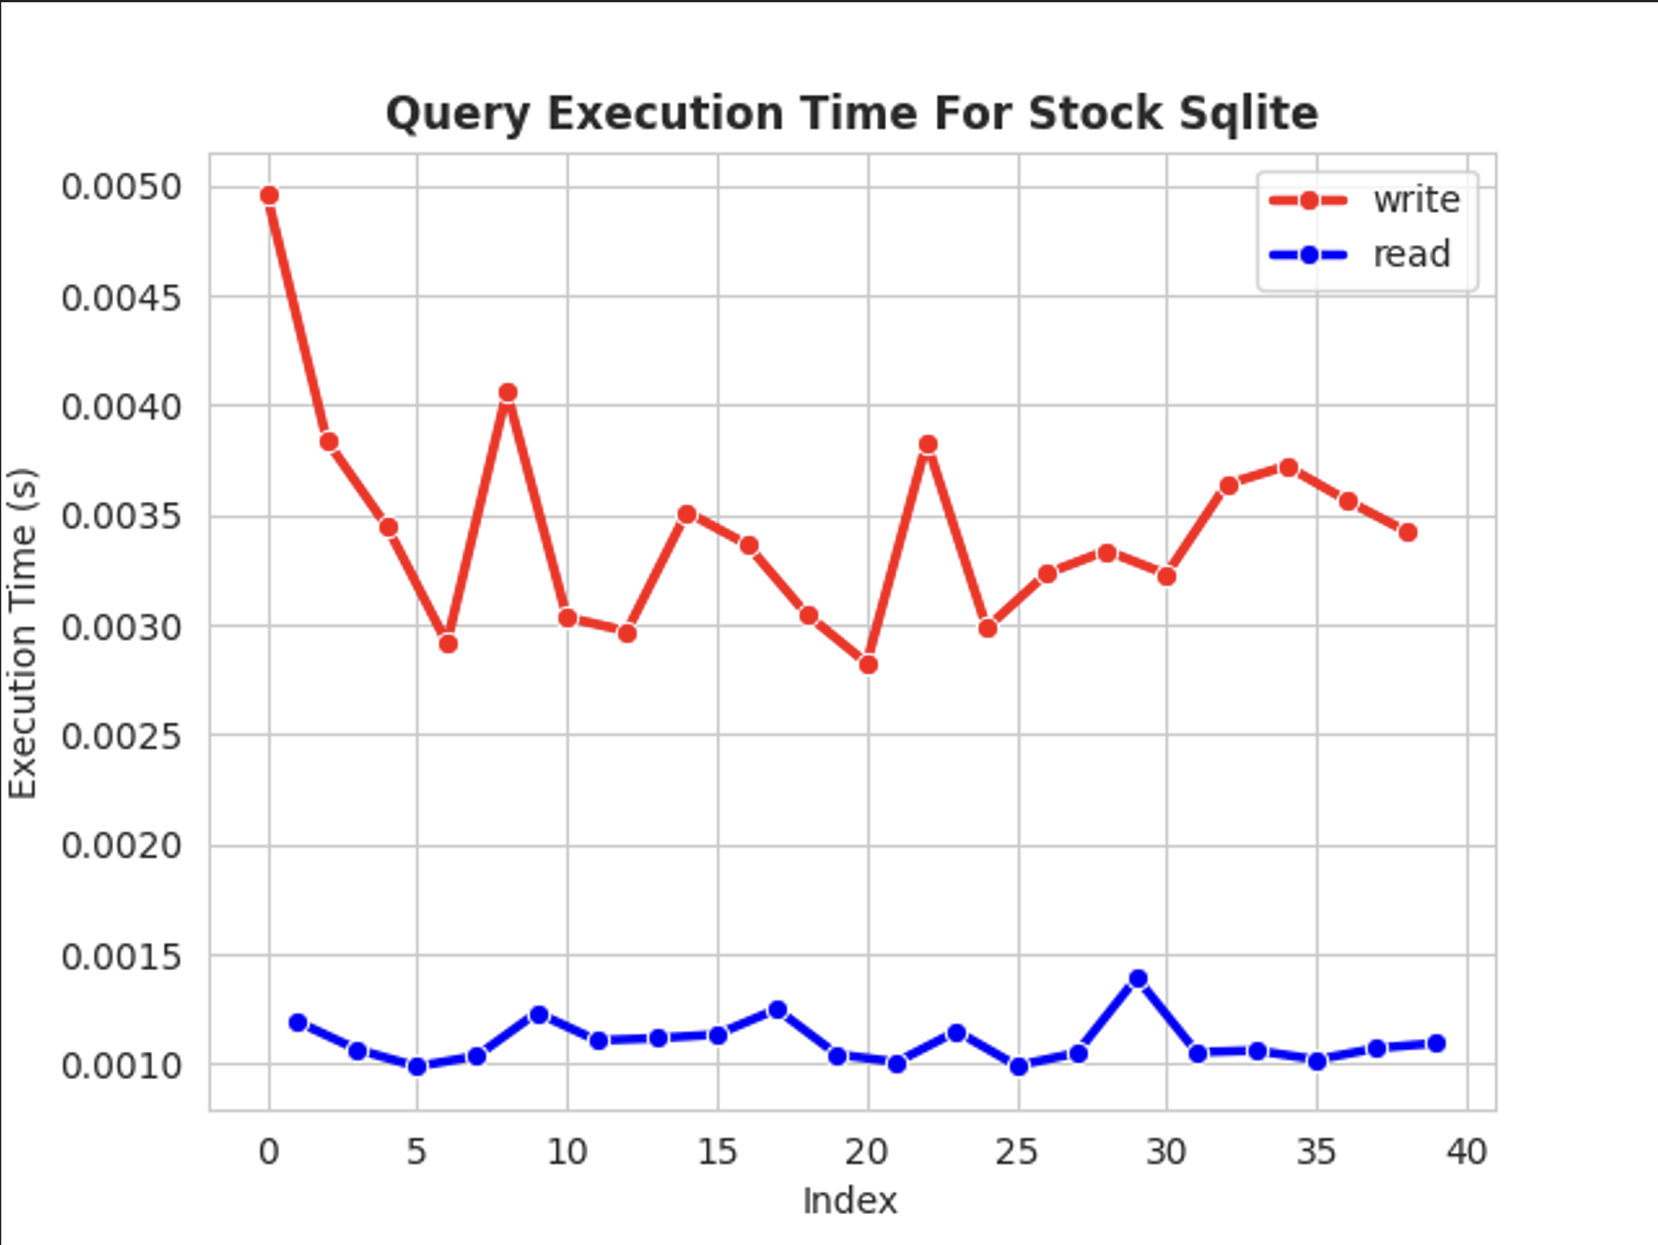 Query Execution Time For Stock Sqlite
write
read
0.0050
0.0045
0.0040
0.0035
0.0030
0.0025
0.0020
0.0015
0.0010
Execution Time (s)
0 5 10 15 20 25 30 35 40
Index